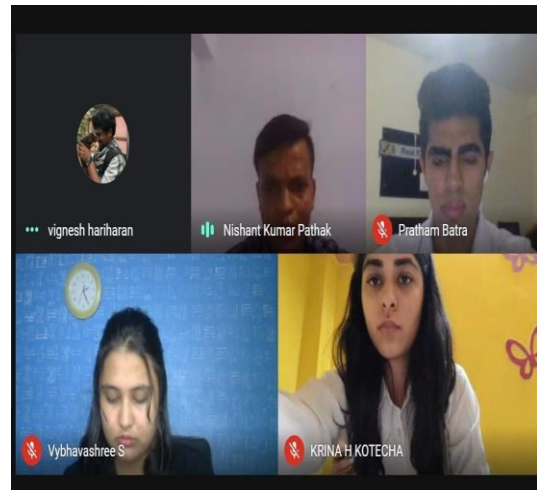 vignesh hariharan
Nishant Kumar Pathak
Pratham Batra
Vybhavashree S
KRINA H KOTECHA